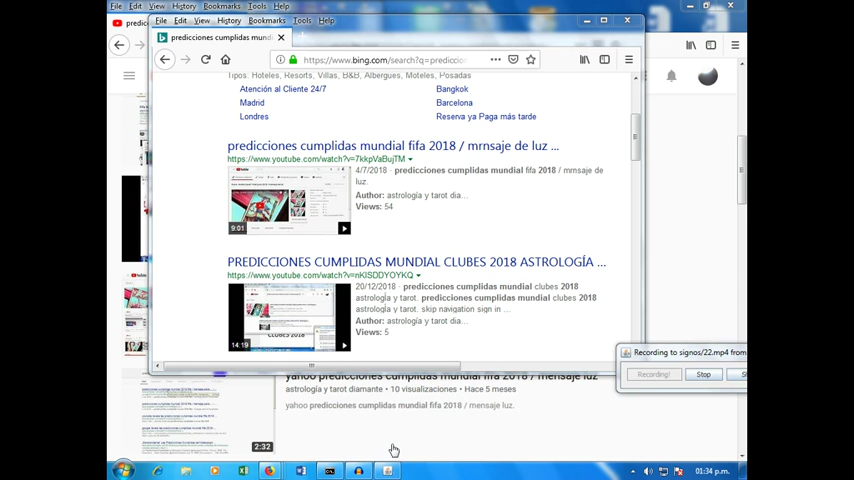 File Edit View History Bookmarks Tools Help
File Edit View History Bookmarks Tools Help
predicciones cumplidas mundi
https://www.bing.com/search?q=prediccio
Tipos: Hoteles, Resorts, Villas, B&B, Albergues, Moteles, Posadas
Atención al Cliente 24/7 Bangkok
Madrid Barcelona
Londres Reserva ya Paga más tarde
predicciones cumplidas mundial fifa 2018 / mrnsaje de luz ...
https://www.youtube.com/watch?v=7kkpVaBujTM
4/7/2018 · predicciones cumplidas mundial fifa 2018 / mrnsaje de
luz.
Author: astrología y tarot dia...
Views: 54
9:01
PREDICCIONES CUMPLIDAS MUNDIAL CLUBES 2018 ASTROLOGÍA ...
https://www.youtube.com/watch?v=nKlSDDYOYKQ
20/12/2018 · predicciones cumplidas mundial clubes 2018
astrología y tarot. predicciones cumplidas mundial clubes 2018
astrología y tarot. skip navigation sign in ...
Author: astrología y tarot dia...
Views: 5
14:19
Recording to signos/22.mp4 from
Recording! Stop
yahoo predicciones cumplidas mundial fifa 2018 / mensaje luz
astrología y tarot diamante • 10 visualizaciones • Hace 5 meses
yahoo predicciones cumplidas mundial fifa 2018 / mensaje luz.
2:32
01:34 p.m.